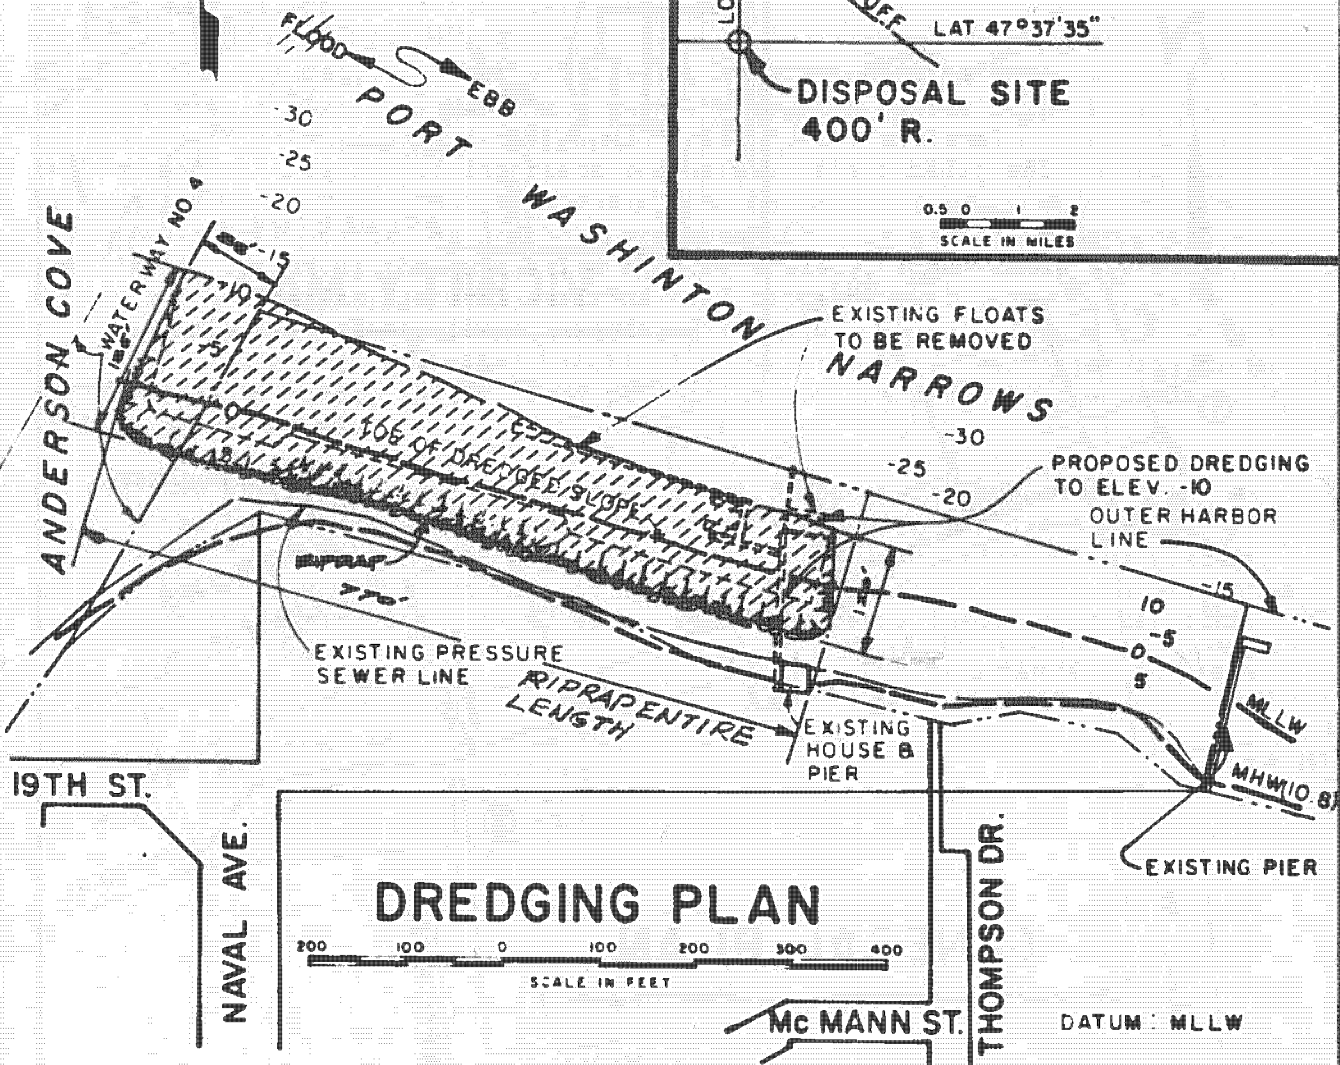 FLOOD
EBB
PORT WASHINTON NARROWS
-30
-25
-20
-15
-10
-5
0
ANDERSON COVE
WATERWAY NO. 4
LO
UFF
LAT 47°37'35"
DISPOSAL SITE
400' R.
0.5 0 1 2
SCALE IN MILES
EXISTING FLOATS
TO BE REMOVED
TOE OF DREDGED SLOPE
-30
-25
-20
-15
PROPOSED DREDGING
TO ELEV. -10
OUTER HARBOR
LINE
10
-5
0
5
RIPRAP
770'
EXISTING PRESSURE
SEWER LINE
RIPRAP ENTIRE
LENGTH
EXISTING
HOUSE &
PIER
MLLW
MHW(10.8)
EXISTING PIER
19TH ST.
NAVAL AVE.
THOMPSON DR.
Mc MANN ST.
DREDGING PLAN
200 100 0 100 200 300 400
SCALE IN FEET
DATUM: MLLW